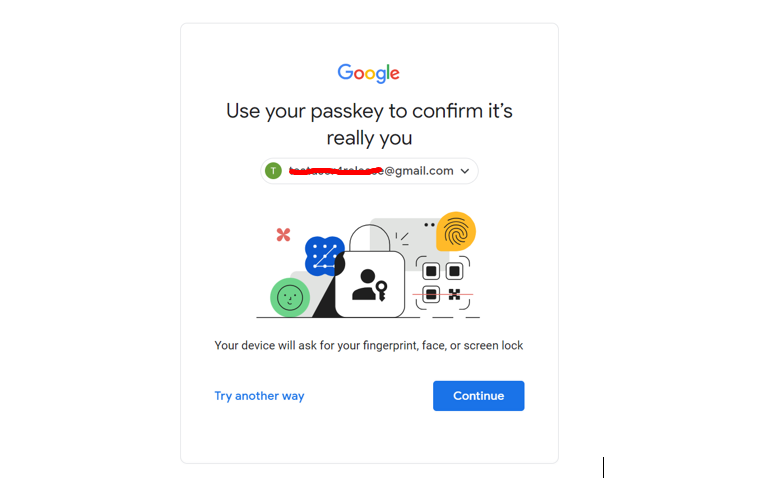 Google
Use your passkey to confirm it's
really you
T @gmail.com
Your device will ask for your fingerprint, face, or screen lock
Try another way Continue